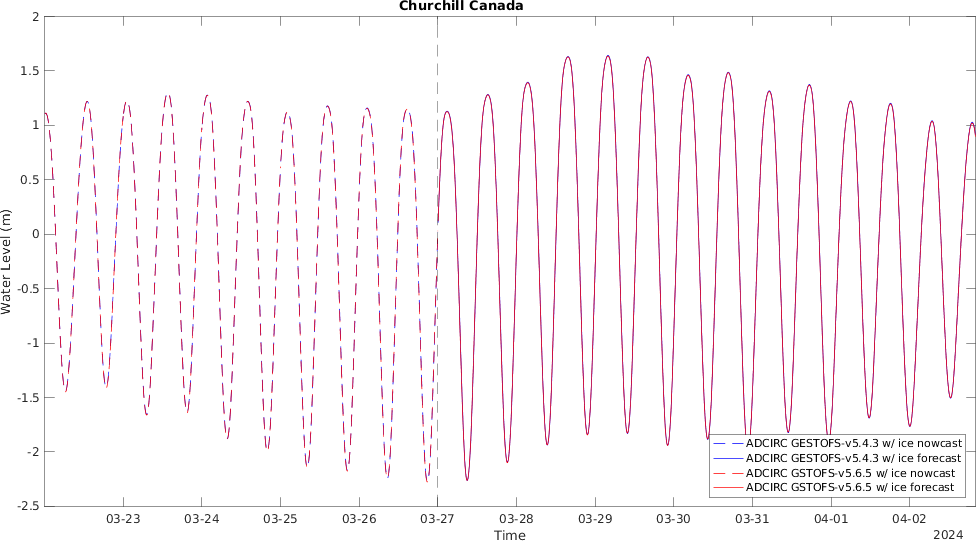 Churchill Canada
2
1.5
1
0.5
0
-0.5
-1
-1.5
-2
-2.5
Water Level (m)
ADCIRC GESTOFS-v5.4.3 w/ ice nowcast
ADCIRC GESTOFS-v5.4.3 w/ ice forecast
ADCIRC GSTOFS-v5.6.5 w/ ice nowcast
ADCIRC GSTOFS-v5.6.5 w/ ice forecast
03-23 03-24 03-25 03-26 03-27 03-28 03-29 03-30 03-31 04-01 04-02
Time
2024